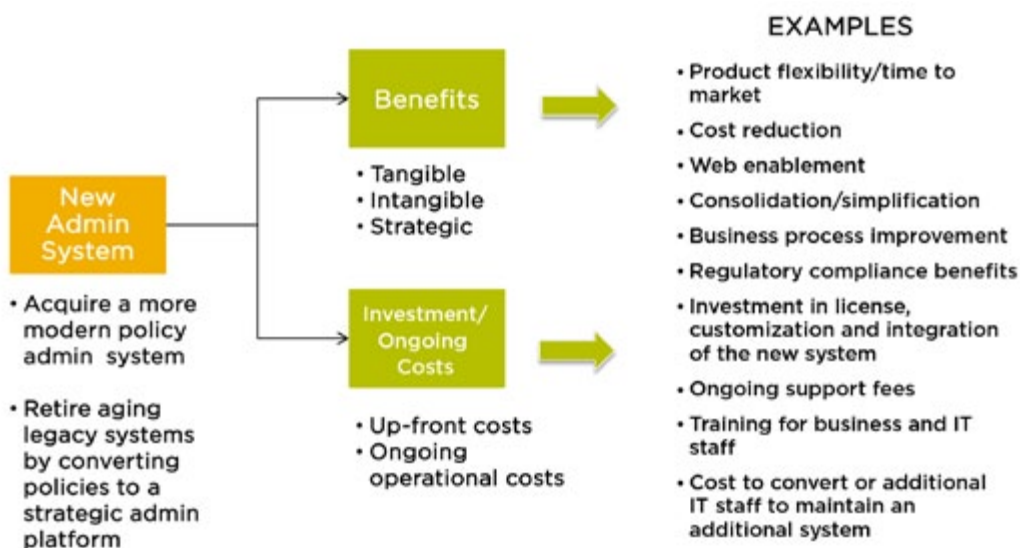 New
Admin
System
• Acquire a more
modern policy
admin system
• Retire aging
legacy systems
by converting
policies to a
strategic admin
platform
Benefits
• Tangible
• Intangible
• Strategic
Investment/
Ongoing
Costs
• Up-front costs
• Ongoing
operational costs
EXAMPLES
• Product flexibility/time to
market
• Cost reduction
• Web enablement
• Consolidation/simplification
• Business process improvement
• Regulatory compliance benefits
• Investment in license,
customization and integration
of the new system
• Ongoing support fees
• Training for business and IT
staff
• Cost to convert or additional
IT staff to maintain an
additional system